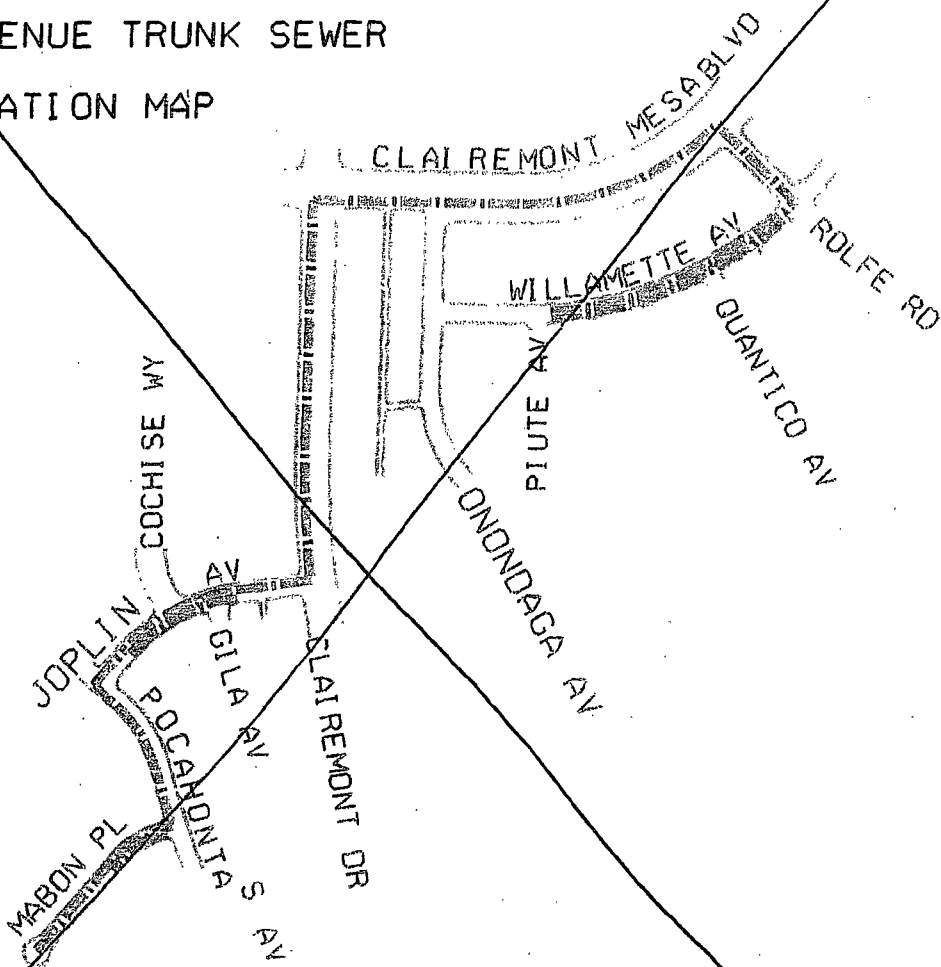 ENUE TRUNK SEWER
ATION MAP
CLAIREMONT MESA BLVD
WILLAMETTE AV
ROLFE RD
QUANTICO AV
PIUTE AV
COCHISE WY
ONONDAGA AV
JOPLIN AV
GILA AV
CLAIREMONT DR
POCAHONTAS AV
MABON PL